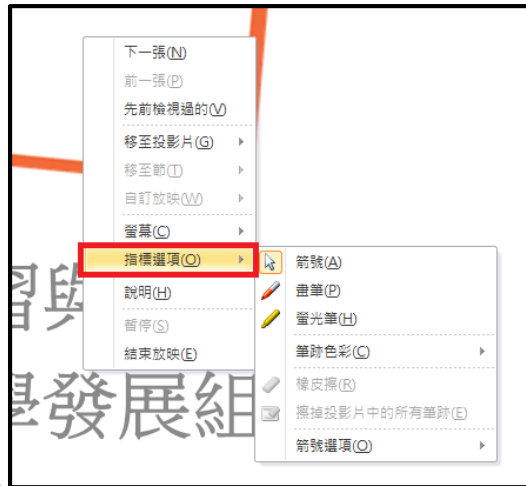 下一張(N)
前一張(P)
先前檢視過的(V)
移至投影片(G)
移至節(T)
自訂放映(W)
螢幕(C)
指標選項(O)
說明(H)
暫停(S)
結束放映(E)
箭號(A)
畫筆(P)
螢光筆(H)
筆跡色彩(C)
橡皮擦(R)
擦掉投影片中的所有筆跡(E)
箭號選項(O)
習與
學發展組